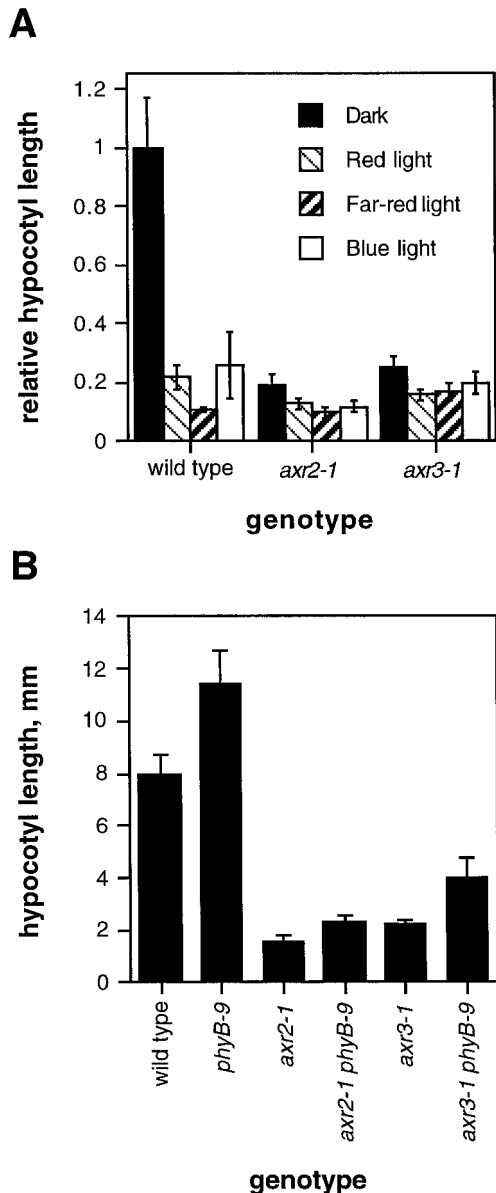 A
relative hypocotyl length
1.2
1
0.8
0.6
0.4
0.2
0
Dark
Red light
Far-red light
Blue light
wild type
axr2-1
axr3-1
genotype
B
hypocotyl length, mm
14
12
10
8
6
4
2
0
wild type
phyB-9
axr2-1
axr2-1 phyB-9
axr3-1
axr3-1 phyB-9
genotype